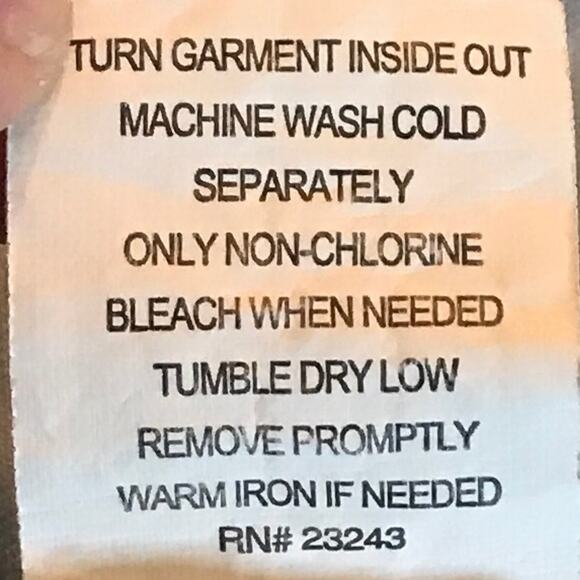 TURN GARMENT INSIDE OUT
MACHINE WASH COLD
SEPARATELY
ONLY NON-CHLORINE
BLEACH WHEN NEEDED
TUMBLE DRY LOW
REMOVE PROMPTLY
WARM IRON IF NEEDED
RN# 23243